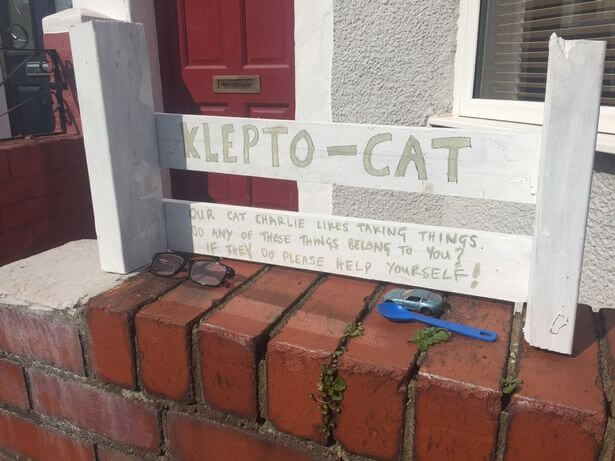 KLEPTO-CAT
OUR CAT CHARLIE LIKES TAKING THINGS.
DO ANY OF THESE THINGS BELONG TO YOU?
IF THEY DO PLEASE HELP YOURSELF!